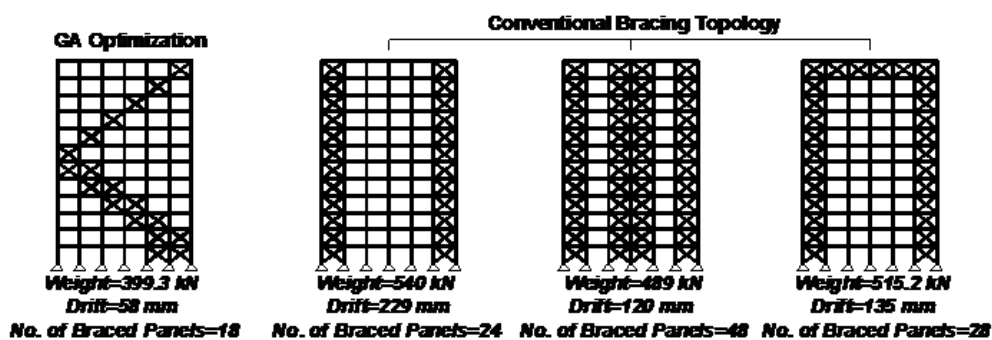 Conventional Bracing Topology
GA Optimization
Weight=399.3 kN
Drift=58 mm
No. of Braced Panels=18
Weight=540 kN
Drift=229 mm
No. of Braced Panels=24
Weight=489 kN
Drift=120 mm
No. of Braced Panels=48
Weight=515.2 kN
Drift=135 mm
No. of Braced Panels=28